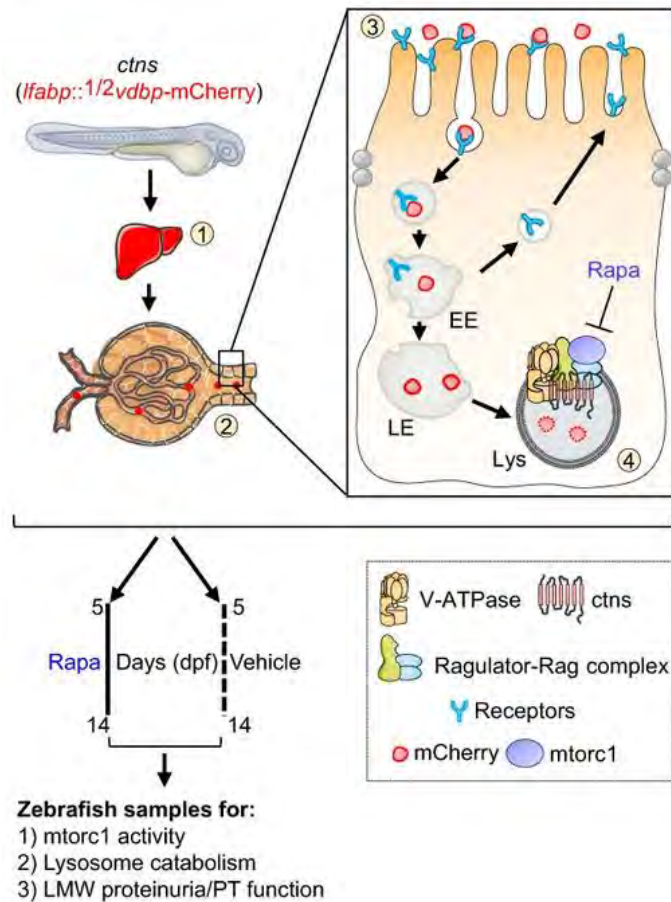 ctns
(lfabp::1/2vdbp-mCherry)
1
2
3
EE
LE
Lys
Rapa
4
5
5
Rapa
Days (dpf)
Vehicle
14
14
Zebrafish samples for:
1) mtorc1 activity
2) Lysosome catabolism
3) LMW proteinuria/PT function
V-ATPase
ctns
Ragulator-Rag complex
Receptors
mCherry
mtorc1